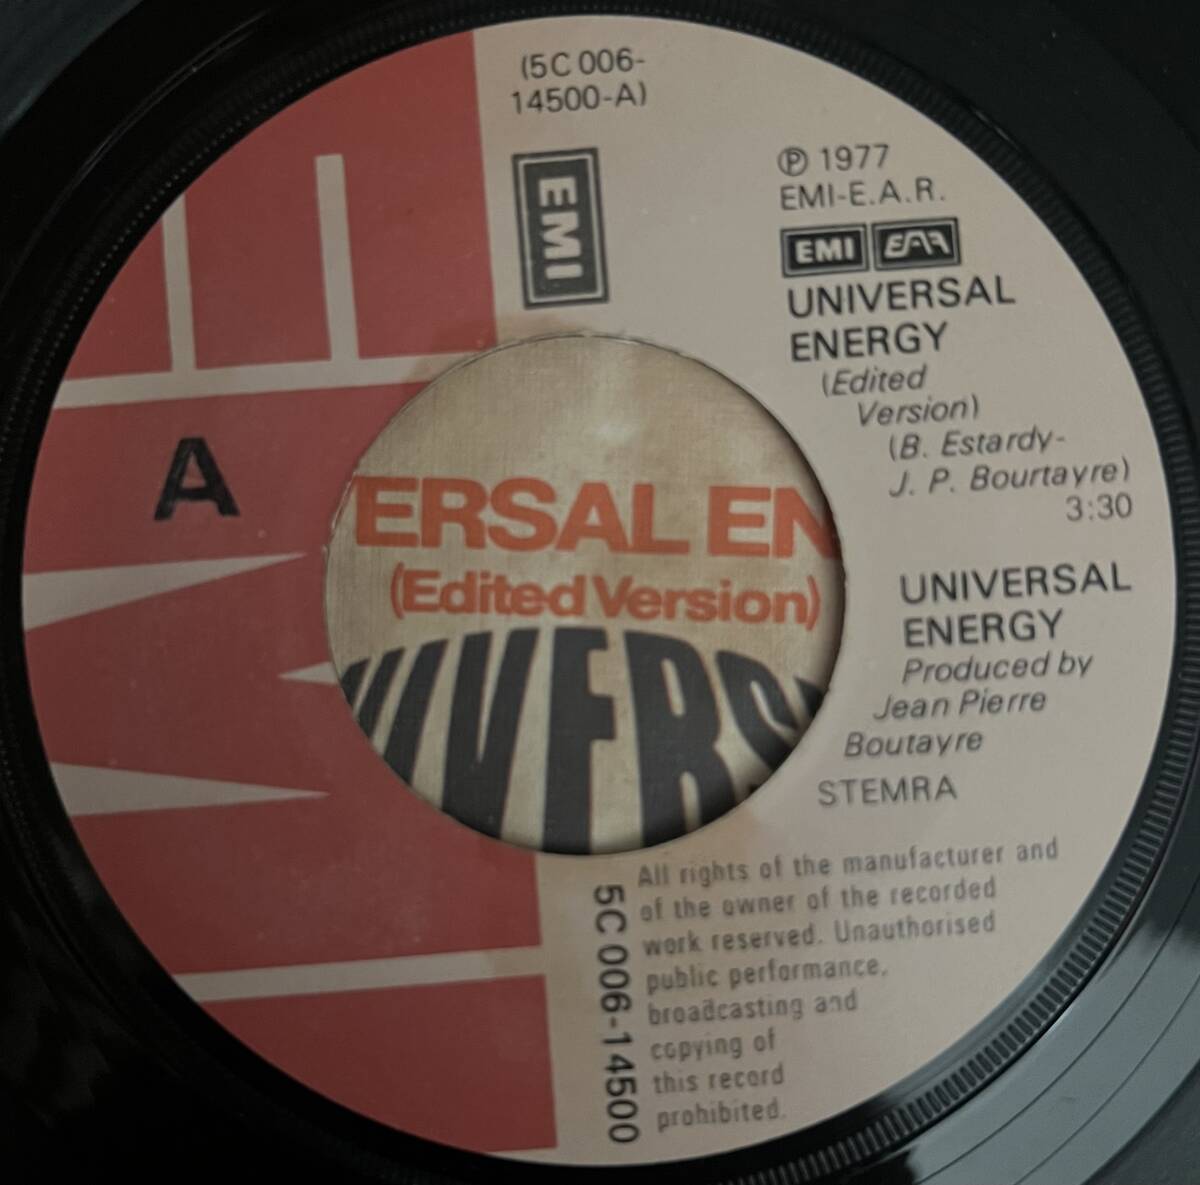 (5C 006-
14500-A)
EMI
℗ 1977
EMI-E.A.R.
EMI EAR
UNIVERSAL
ENERGY
(Edited
Version)
(B. Estardy-
J. P. Bourtayre)
3:30
A
ERSAL EN
(Edited Version)
IVERS
UNIVERSAL
ENERGY
Produced by
Jean Pierre
Boutayre
STEMRA
5C 006-14500
All rights of the manufacturer and
of the owner of the recorded
work reserved. Unauthorised
public performance,
broadcasting and
copying of
this record
prohibited.